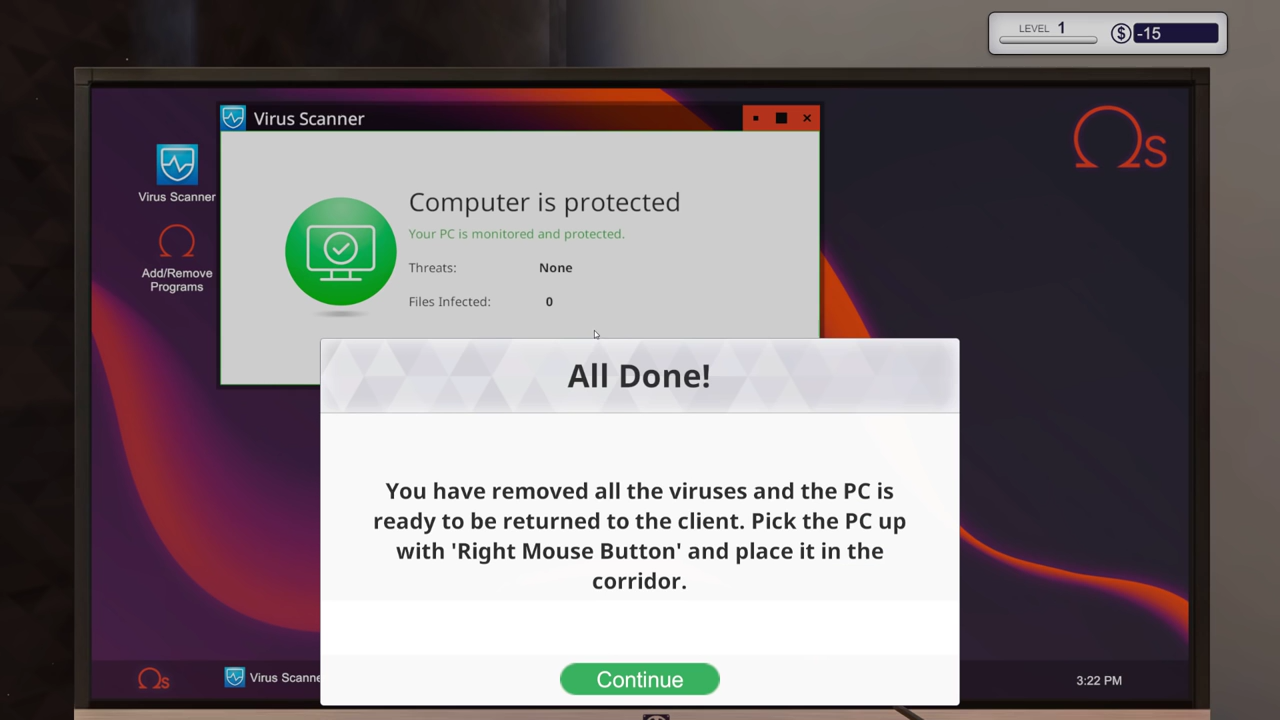 LEVEL 1
$ -15
Virus Scanner
Virus Scanner
Add/Remove
Programs
Computer is protected
Your PC is monitored and protected.
Threats: None
Files Infected: 0
Ωs
All Done!
You have removed all the viruses and the PC is
ready to be returned to the client. Pick the PC up
with 'Right Mouse Button' and place it in the
corridor.
Continue
Ωs
Virus Scanne
3:22 PM